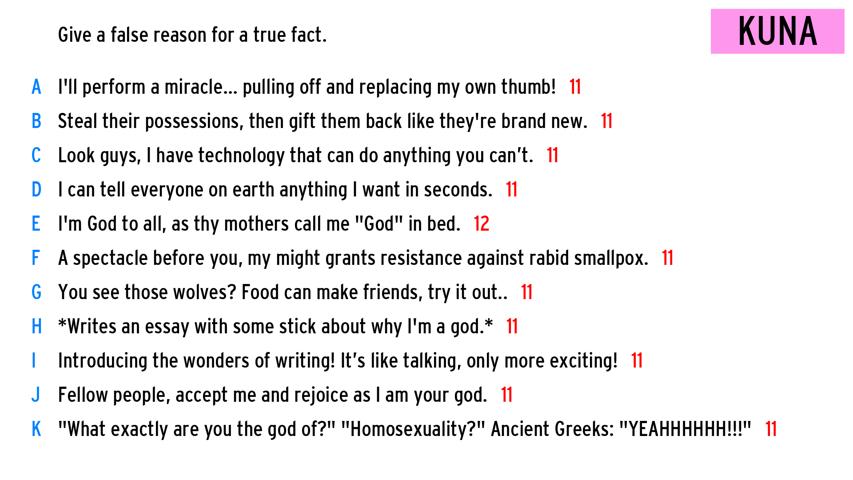 Give a false reason for a true fact.
KUNA
A I'll perform a miracle... pulling off and replacing my own thumb! 11
B Steal their possessions, then gift them back like they're brand new. 11
C Look guys, I have technology that can do anything you can’t. 11
D I can tell everyone on earth anything I want in seconds. 11
E I'm God to all, as thy mothers call me "God" in bed. 12
F A spectacle before you, my might grants resistance against rabid smallpox. 11
G You see those wolves? Food can make friends, try it out.. 11
H *Writes an essay with some stick about why I'm a god.* 11
I Introducing the wonders of writing! It’s like talking, only more exciting! 11
J Fellow people, accept me and rejoice as I am your god. 11
K "What exactly are you the god of?" "Homosexuality?" Ancient Greeks: "YEAHHHHHH!!!" 11